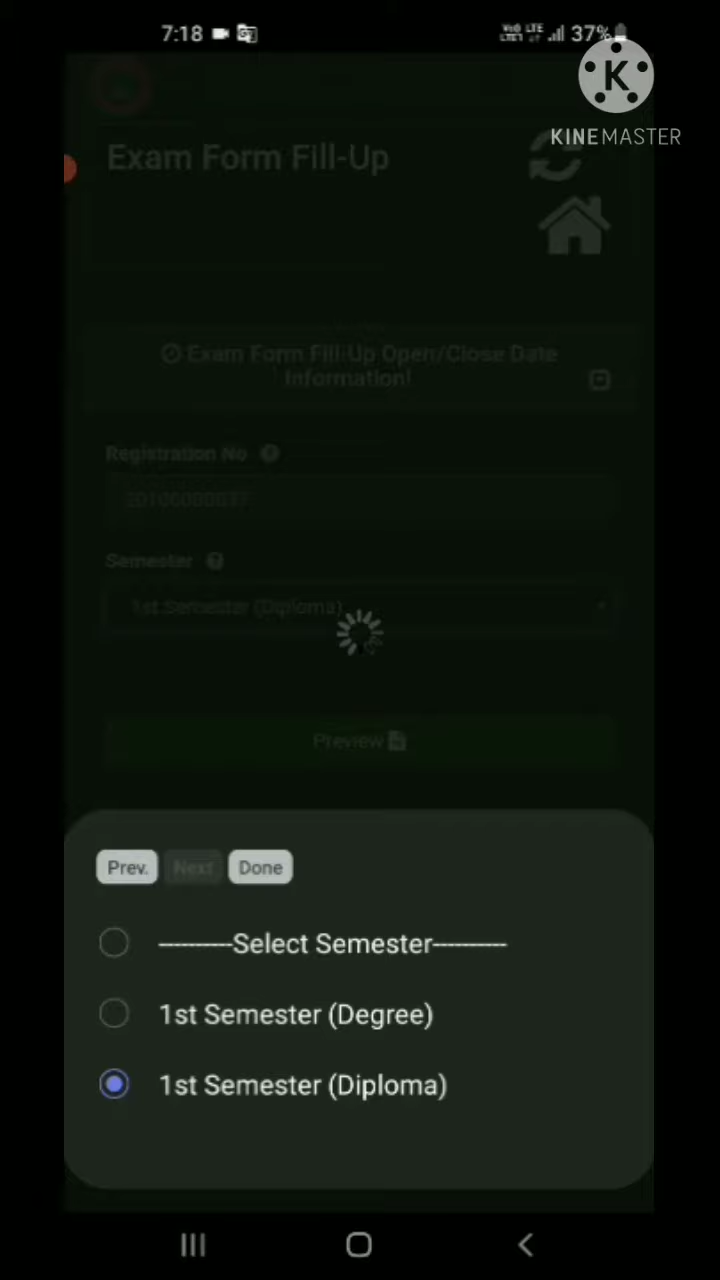 7:18
37%
KINEMASTER
Exam Form Fill-Up
Exam Form Fill-Up Open/Close Date
Information!
Registration No
Semester
1st Semester (Diploma)
Preview
Prev. Next Done
----------Select Semester----------
1st Semester (Degree)
1st Semester (Diploma)